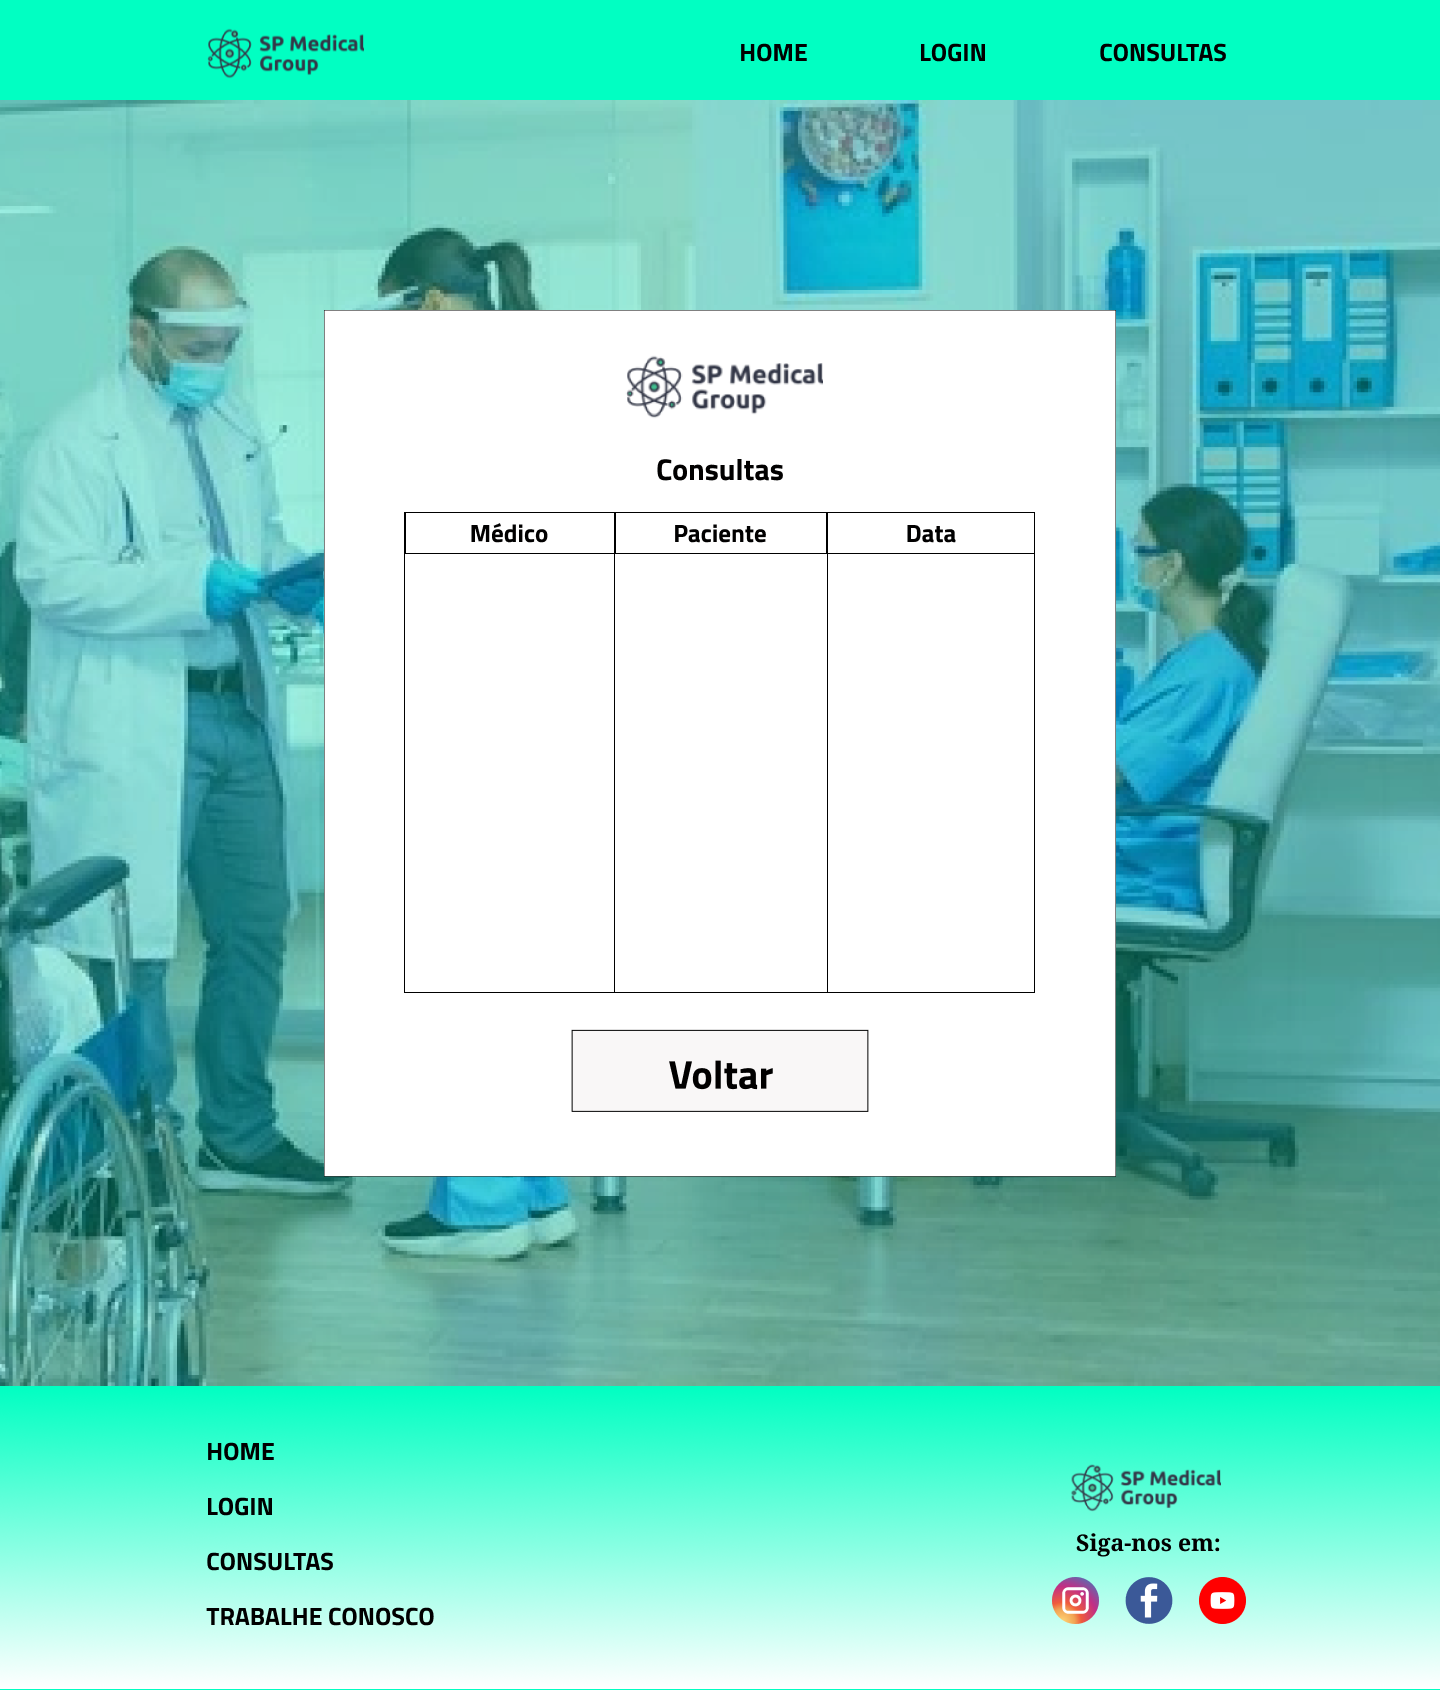 SP Medical
Group
HOME
LOGIN
CONSULTAS
SP Medical
Group
Consultas
Médico
Paciente
Data
Voltar
HOME
LOGIN
CONSULTAS
TRABALHE CONOSCO
SP Medical
Group
Siga-nos em: